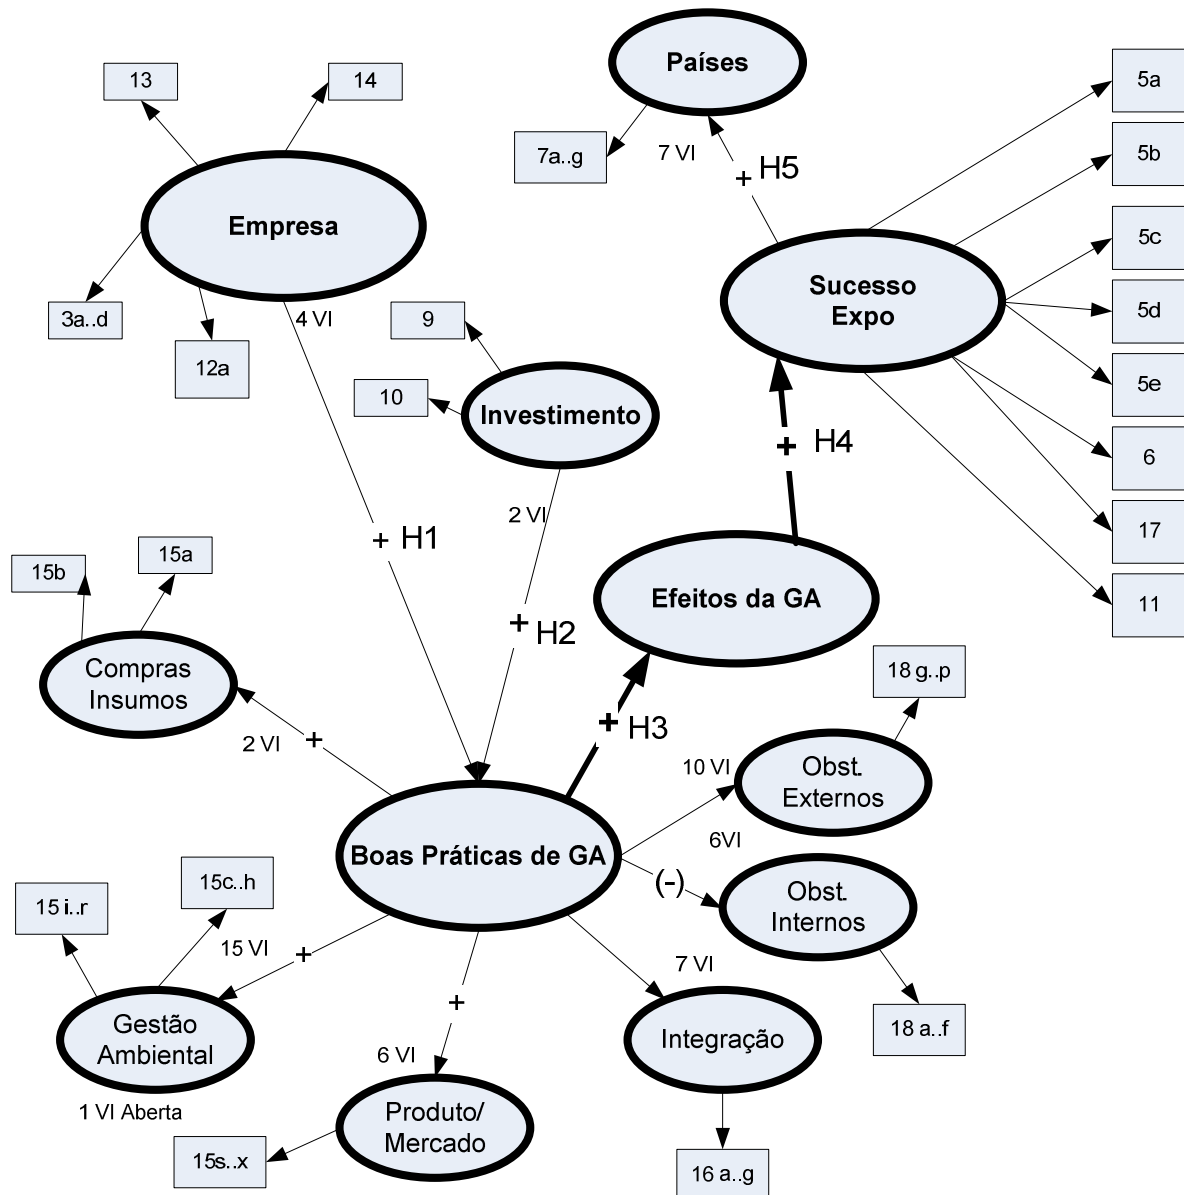 Países
13
14
5a
5b
7a..g
7 VI
+ H5
Empresa
5c
Sucesso
Expo
3a..d
4 VI
9
5d
12a
10
Investimento
5e
+ H4
6
2 VI
17
+ H1
15a
15b
Efeitos da GA
11
+ H2
Compras
Insumos
18 g..p
+ H3
2 VI
+
10 VI
Obst.
Externos
6VI
Boas Práticas de GA
(-)
Obst.
Internos
15c..h
15 i..r
15 VI
+
7 VI
+
Gestão
Ambiental
Integração
18 a..f
6 VI
1 VI Aberta
Produto/
Mercado
15s..x
16 a..g